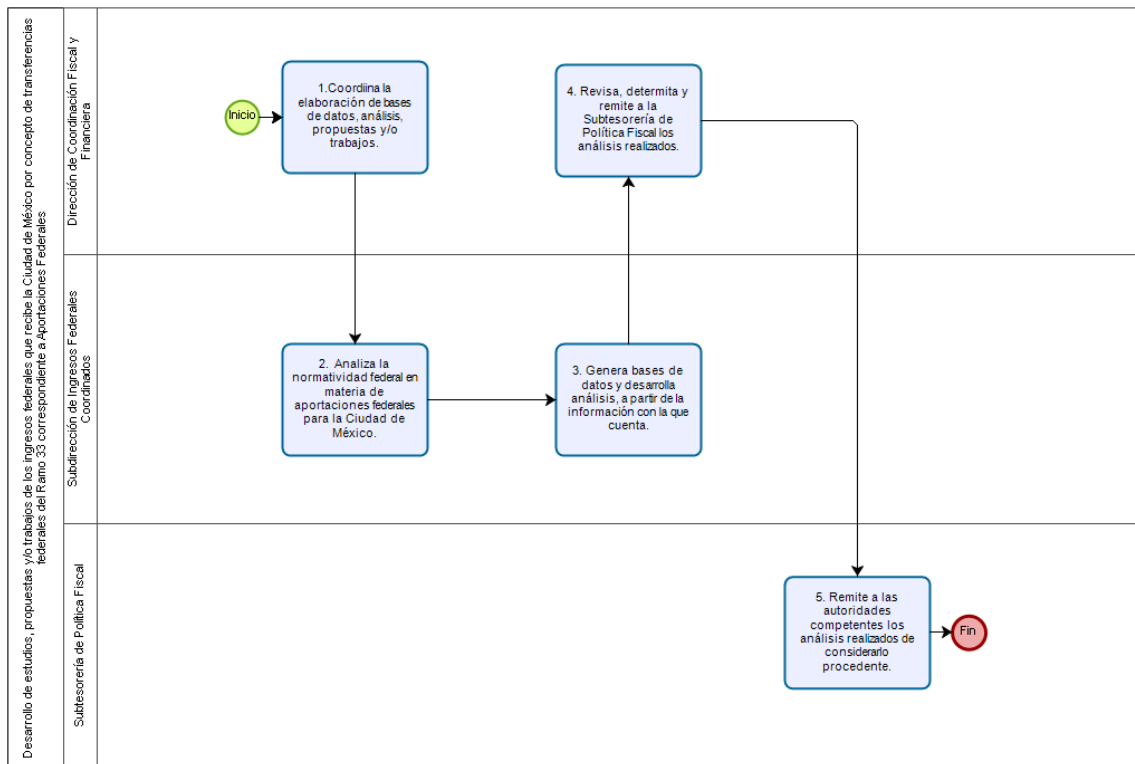 Desarrollo de estudios, propuestas y/o trabajos de los ingresos federales que recibe la Ciudad de México por concepto de transferencias
federales del Ramo 33 correspondiente a Aportaciones Federales
Dirección de Coordinación Fiscal y
Financiera
Inicio
1.Coordiina la
elaboración de bases
de datos, análisis,
propuestas y/o
trabajos.
4. Revisa, determita y
remite a la
Subtesorería de
Política Fiscal los
análisis realizados.
Subdirección de Ingresos Federales
Coordinados
2. Analiza la
normatividad federal en
materia de
aportaciones federales
para la Ciudad de
México.
3. Genera bases de
datos y desarrolla
análisis, a partir de la
información con la que
cuenta.
Subtesorería de Política Fiscal
5. Remite a las
autoridades
competentes los
análisis realizados de
considerarlo
procedente.
Fin